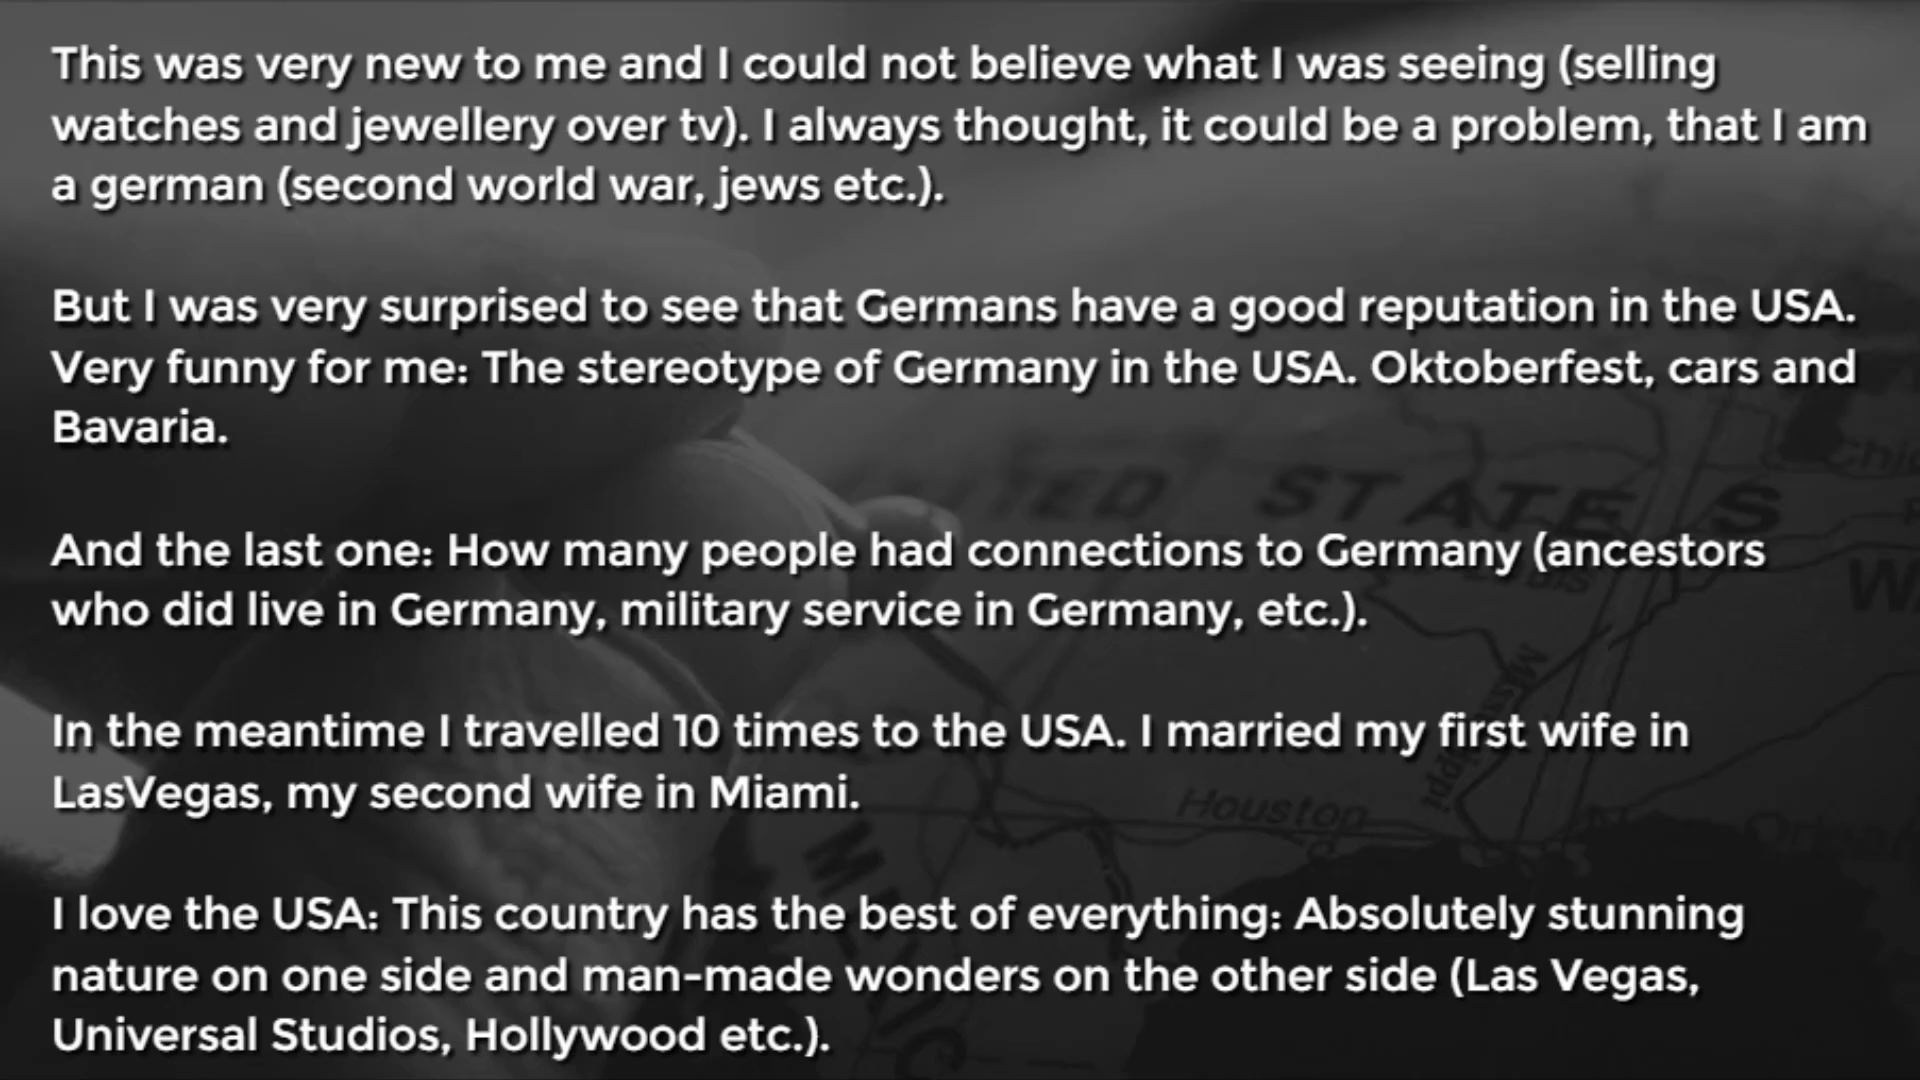 This was very new to me and I could not believe what I was seeing (selling
watches and jewellery over tv). I always thought, it could be a problem, that I am
a german (second world war, jews etc.).
But I was very surprised to see that Germans have a good reputation in the USA.
Very funny for me: The stereotype of Germany in the USA. Oktoberfest, cars and
Bavaria.
And the last one: How many people had connections to Germany (ancestors
who did live in Germany, military service in Germany, etc.).
In the meantime I travelled 10 times to the USA. I married my first wife in
LasVegas, my second wife in Miami.
I love the USA: This country has the best of everything: Absolutely stunning
nature on one side and man-made wonders on the other side (Las Vegas,
Universal Studios, Hollywood etc.).
STATES
Houston